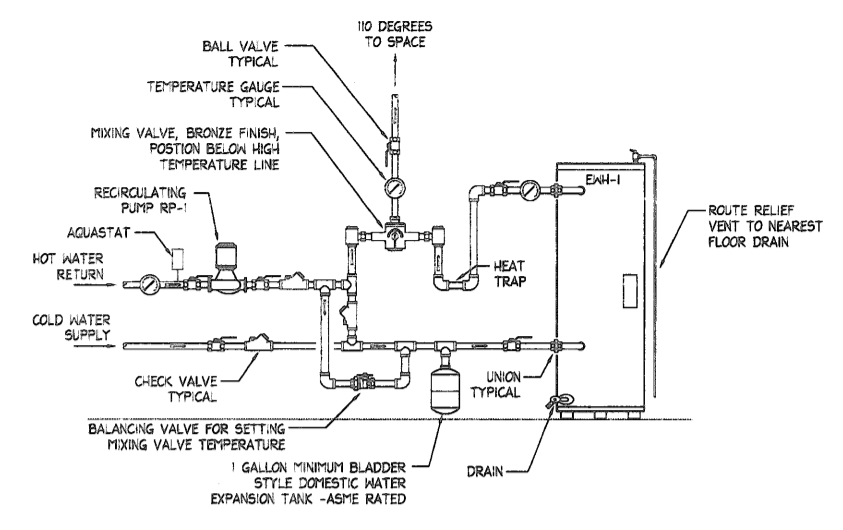 110 DEGREES
TO SPACE
BALL VALVE
TYPICAL
TEMPERATURE GAUGE
TYPICAL
MIXING VALVE, BRONZE FINISH,
POSTION BELOW HIGH
TEMPERATURE LINE
RECIRCULATING
PUMP RP-1
AQUASTAT
HOT WATER
RETURN
EWH-1
ROUTE RELIEF
VENT TO NEAREST
FLOOR DRAIN
HEAT
TRAP
COLD WATER
SUPPLY
CHECK VALVE
TYPICAL
UNION
TYPICAL
BALANCING VALVE FOR SETTING
MIXING VALVE TEMPERATURE
1 GALLON MINIMUM BLADDER
STYLE DOMESTIC WATER
EXPANSION TANK -ASME RATED
DRAIN